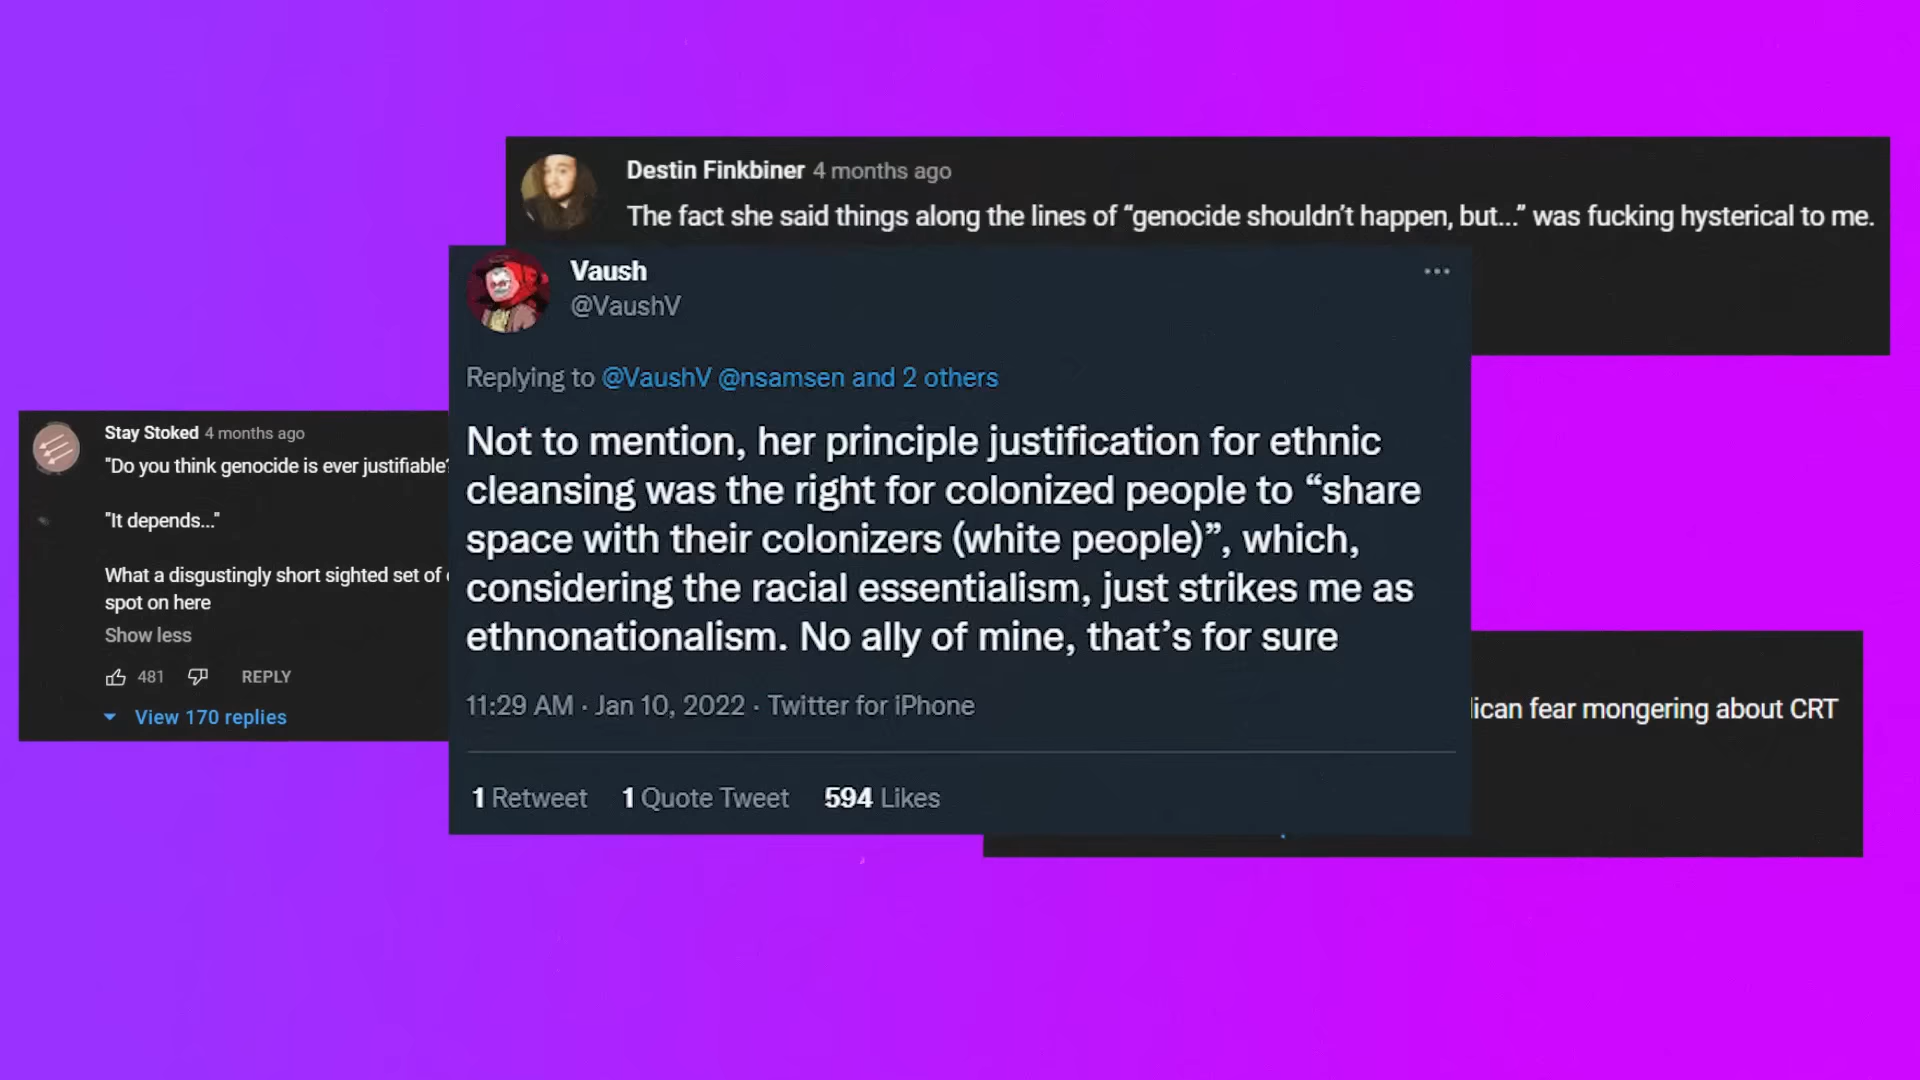 Destin Finkbiner 4 months ago
The fact she said things along the lines of “genocide shouldn’t happen, but...” was fucking hysterical to me.
Vaush
@VaushV
Replying to @VaushV @nsamsen and 2 others
Not to mention, her principle justification for ethnic
cleansing was the right for colonized people to “share
space with their colonizers (white people)”, which,
considering the racial essentialism, just strikes me as
ethnonationalism. No ally of mine, that’s for sure
11:29 AM · Jan 10, 2022 · Twitter for iPhone
1 Retweet 1 Quote Tweet 594 Likes
Stay Stoked 4 months ago
"Do you think genocide is ever justifiable?
"It depends..."
What a disgustingly short sighted set of
spot on here
Show less
481 REPLY
View 170 replies
lican fear mongering about CRT